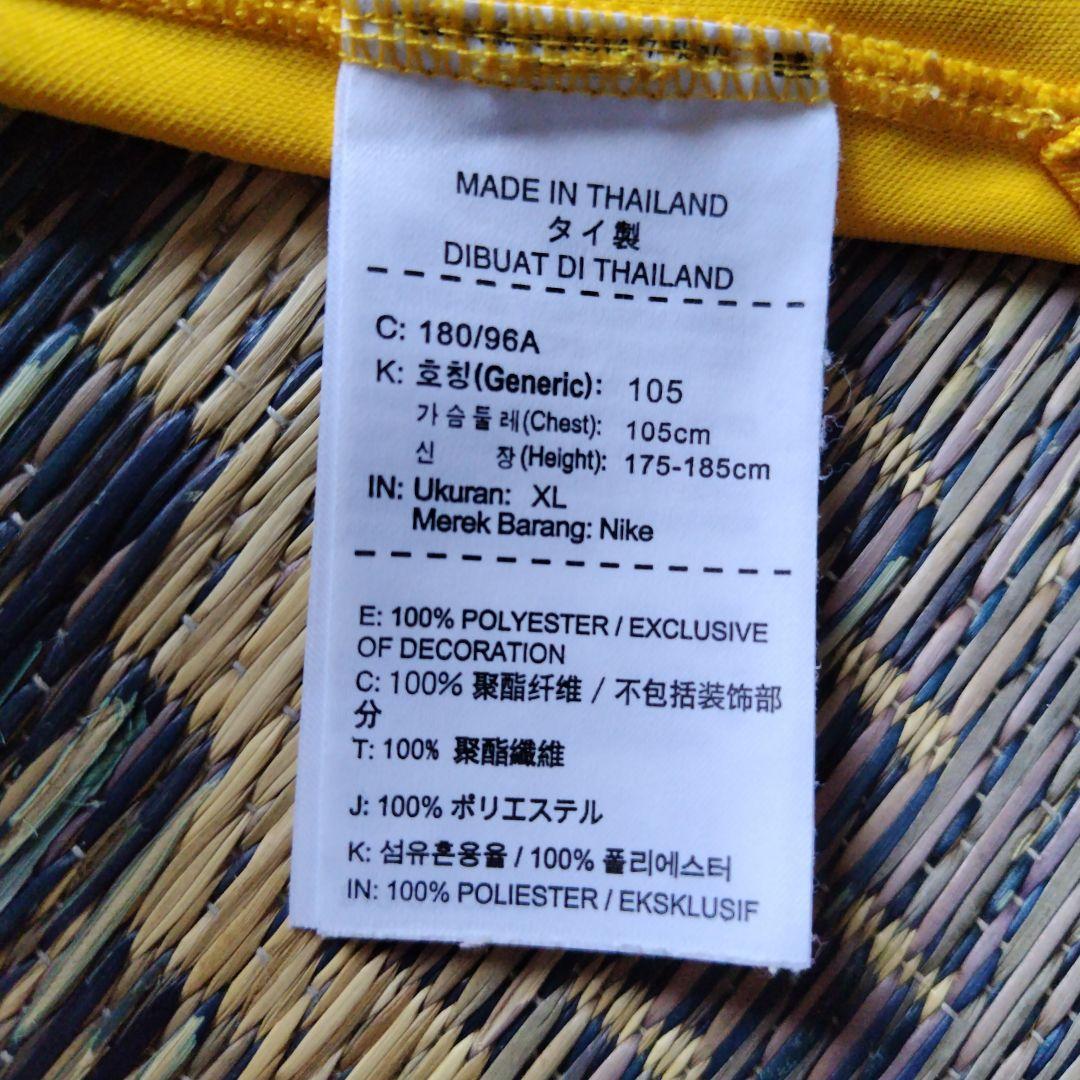 MADE IN THAILAND
タイ製
DIBUAT DI THAILAND
C: 180/96A
K: 호칭(Generic): 105
가슴둘레(Chest): 105cm
신 장(Height): 175-185cm
IN: Ukuran: XL
Merek Barang: Nike
E: 100% POLYESTER / EXCLUSIVE
OF DECORATION
C: 100% 聚酯纤维 / 不包括装饰部
分
T: 100% 聚酯纖維
J: 100% ポリエステル
K: 섬유혼용율 / 100% 폴리에스터
IN: 100% POLIESTER / EKSKLUSIF